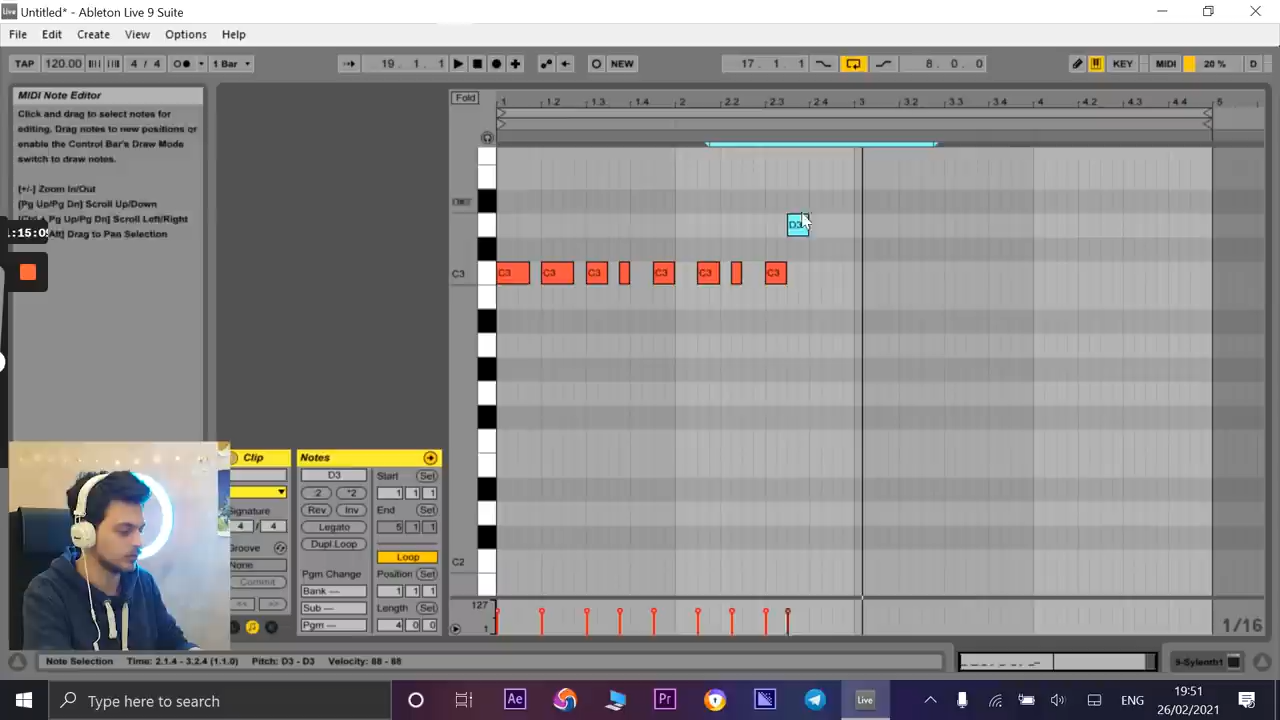 Live Untitled* - Ableton Live 9 Suite
File Edit Create View Options Help
TAP 120.00 4 / 4 1 Bar 19. 1. 1 NEW 17. 1. 1 8. 0. 0 KEY MIDI 20 % D
MIDI Note Editor
Click and drag to select notes for
editing. Drag notes to new positions or
enable the Control Bar's Draw Mode
switch to draw notes.
[+/-] Zoom In/Out
(Pg Up/Pg Dn] Scroll Up/Down
+ Pg Up/Pg Dn] Scroll Left/Right
Drag to Pan Selection
1:15:0
Fold 1 1.2 1.3 1.4 2 2.2 2.3 2.4 3 3.2 3.3 3.4 4 4.2 4.3 4.4 5
D3
C3 C3 C3 C3 C3 C3 C3
C2
127
1
1/16
Clip
Signature
4 / 4
Groove
None
Commit
<< >>
Notes
D3
:2 *2
Rev Inv
Legato
Dupl.Loop
Pgm Change
Bank ---
Sub ---
Pgm ---
Start Set
1 1 1
End Set
5 1 1
Loop
Position Set
1 1 1
Length Set
4 0 0
Note Selection Time: 2.1.4 - 3.2.4 (1.1.0) Pitch: D3 - D3 Velocity: 88 - 88
9-Sylenth1
Type here to search
Ae Pr Live ENG 19:51
26/02/2021